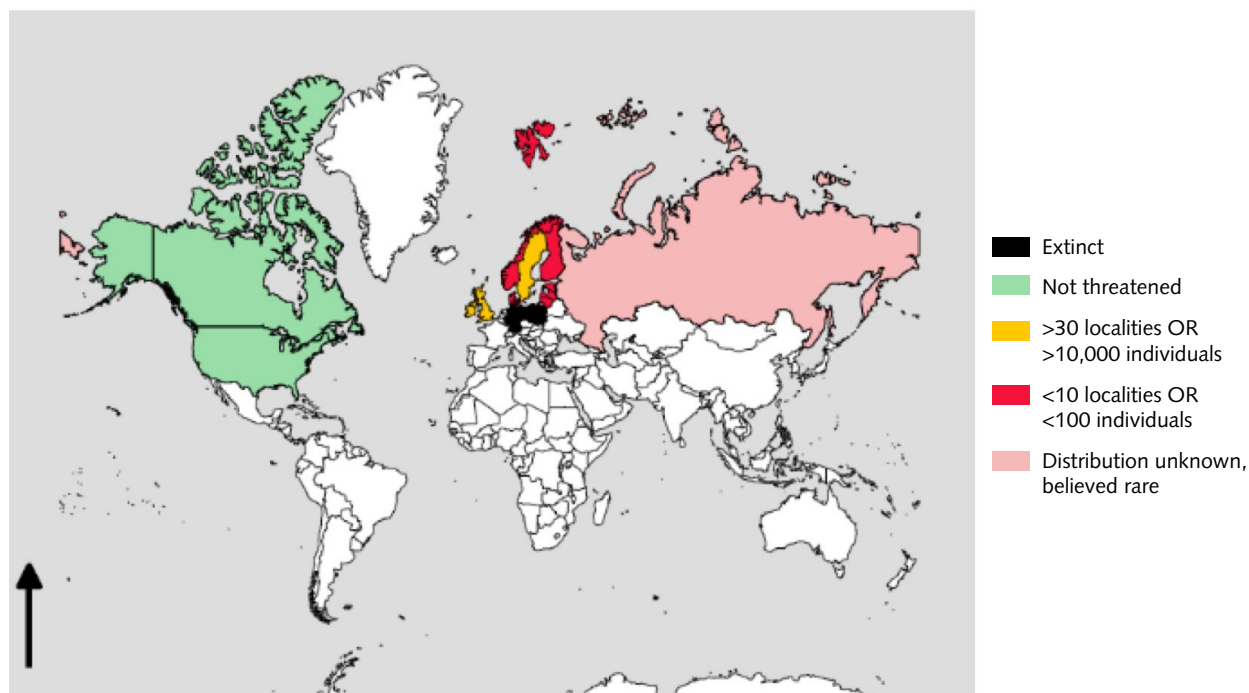 Extinct
Not threatened
>30 localities OR
>10,000 individuals
<10 localities OR
<100 individuals
Distribution unknown,
believed rare